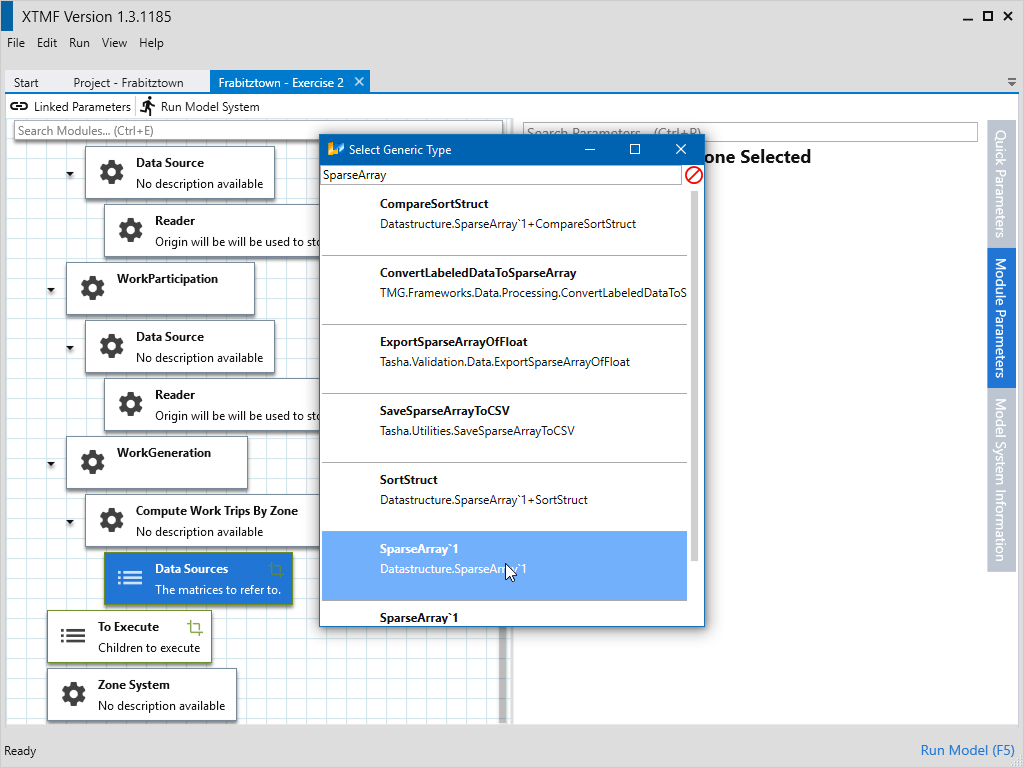 XTMF Version 1.3.1185
File Edit Run View Help
Start Project - Frabitztown Frabitztown - Exercise 2
Linked Parameters Run Model System
Search Modules... (Ctrl+E)
Data Source
No description available
Reader
Origin will be will be used to sto
WorkParticipation
Data Source
No description available
Reader
Origin will be will be used to sto
WorkGeneration
Compute Work Trips By Zone
No description available
Data Sources
The matrices to refer to.
To Execute
Children to execute
Zone System
No description available
Select Generic Type
SparseArray
CompareSortStruct
Datastructure.SparseArray`1+CompareSortStruct
ConvertLabeledDataToSparseArray
TMG.Frameworks.Data.Processing.ConvertLabeledDataToS
ExportSparseArrayOfFloat
Tasha.Validation.Data.ExportSparseArrayOfFloat
SaveSparseArrayToCSV
Tasha.Utilities.SaveSparseArrayToCSV
SortStruct
Datastructure.SparseArray`1+SortStruct
SparseArray`1
Datastructure.SparseArray`1
SparseArray`1
Search Parameters... (Ctrl+P)
one Selected
Quick Parameters
Module Parameters
Model System Information
Ready
Run Model (F5)